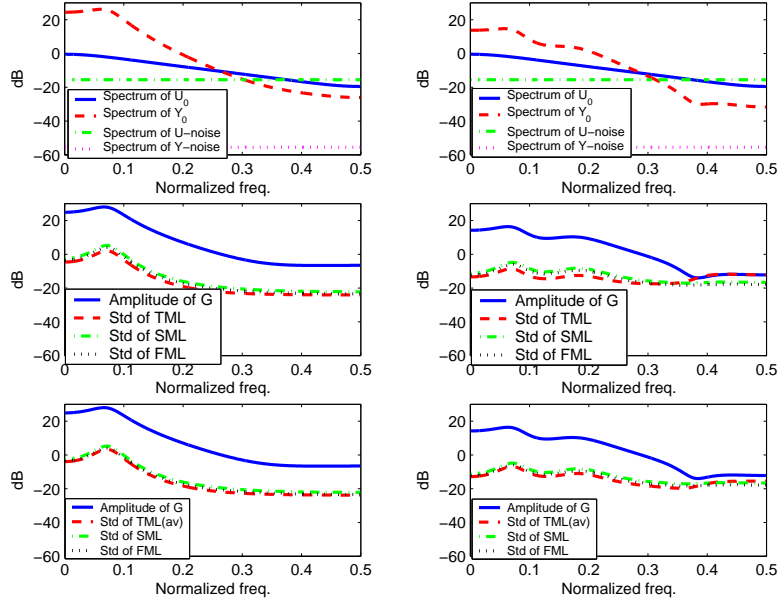 20
0
−20
−40
−60
dB
Spectrum of U0
Spectrum of Y0
Spectrum of U−noise
Spectrum of Y−noise
0 0.1 0.2 0.3 0.4 0.5
Normalized freq.
20
0
−20
−40
−60
dB
Spectrum of U0
Spectrum of Y0
Spectrum of U−noise
Spectrum of Y−noise
0 0.1 0.2 0.3 0.4 0.5
Normalized freq.
20
0
−20
−40
−60
dB
Amplitude of G
Std of TML
Std of SML
Std of FML
0 0.1 0.2 0.3 0.4 0.5
Normalized freq.
20
0
−20
−40
−60
dB
Amplitude of G
Std of TML
Std of SML
Std of FML
0 0.1 0.2 0.3 0.4 0.5
Normalized freq.
20
0
−20
−40
−60
dB
Amplitude of G
Std of TML(av)
Std of SML
Std of FML
0 0.1 0.2 0.3 0.4 0.5
Normalized freq.
20
0
−20
−40
−60
dB
Amplitude of G
Std of TML(av)
Std of SML
Std of FML
0 0.1 0.2 0.3 0.4 0.5
Normalized freq.